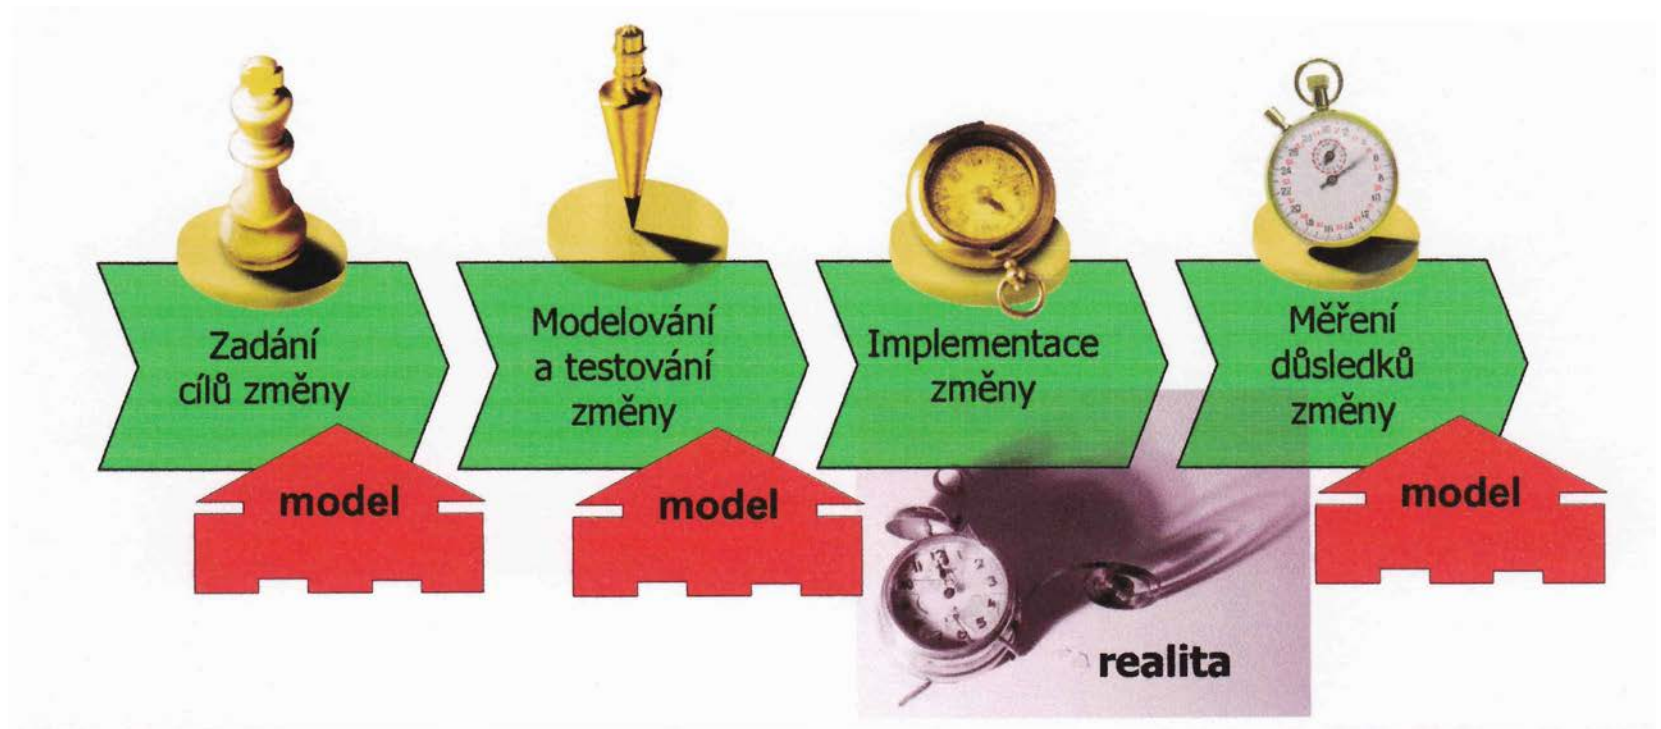 Zadání
cílů změny
Modelování
a testování
změny
Implementace
změny
Měření
důsledků
změny
model
model
model
realita